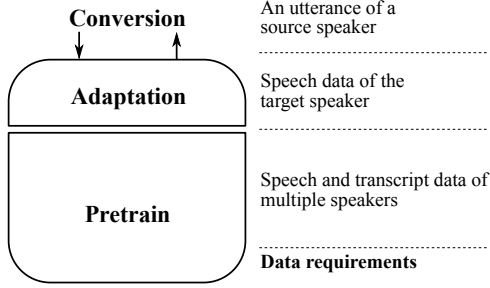 Conversion
An utterance of a
source speaker
Adaptation
Speech data of the
target speaker
Pretrain
Speech and transcript data of
multiple speakers
Data requirements